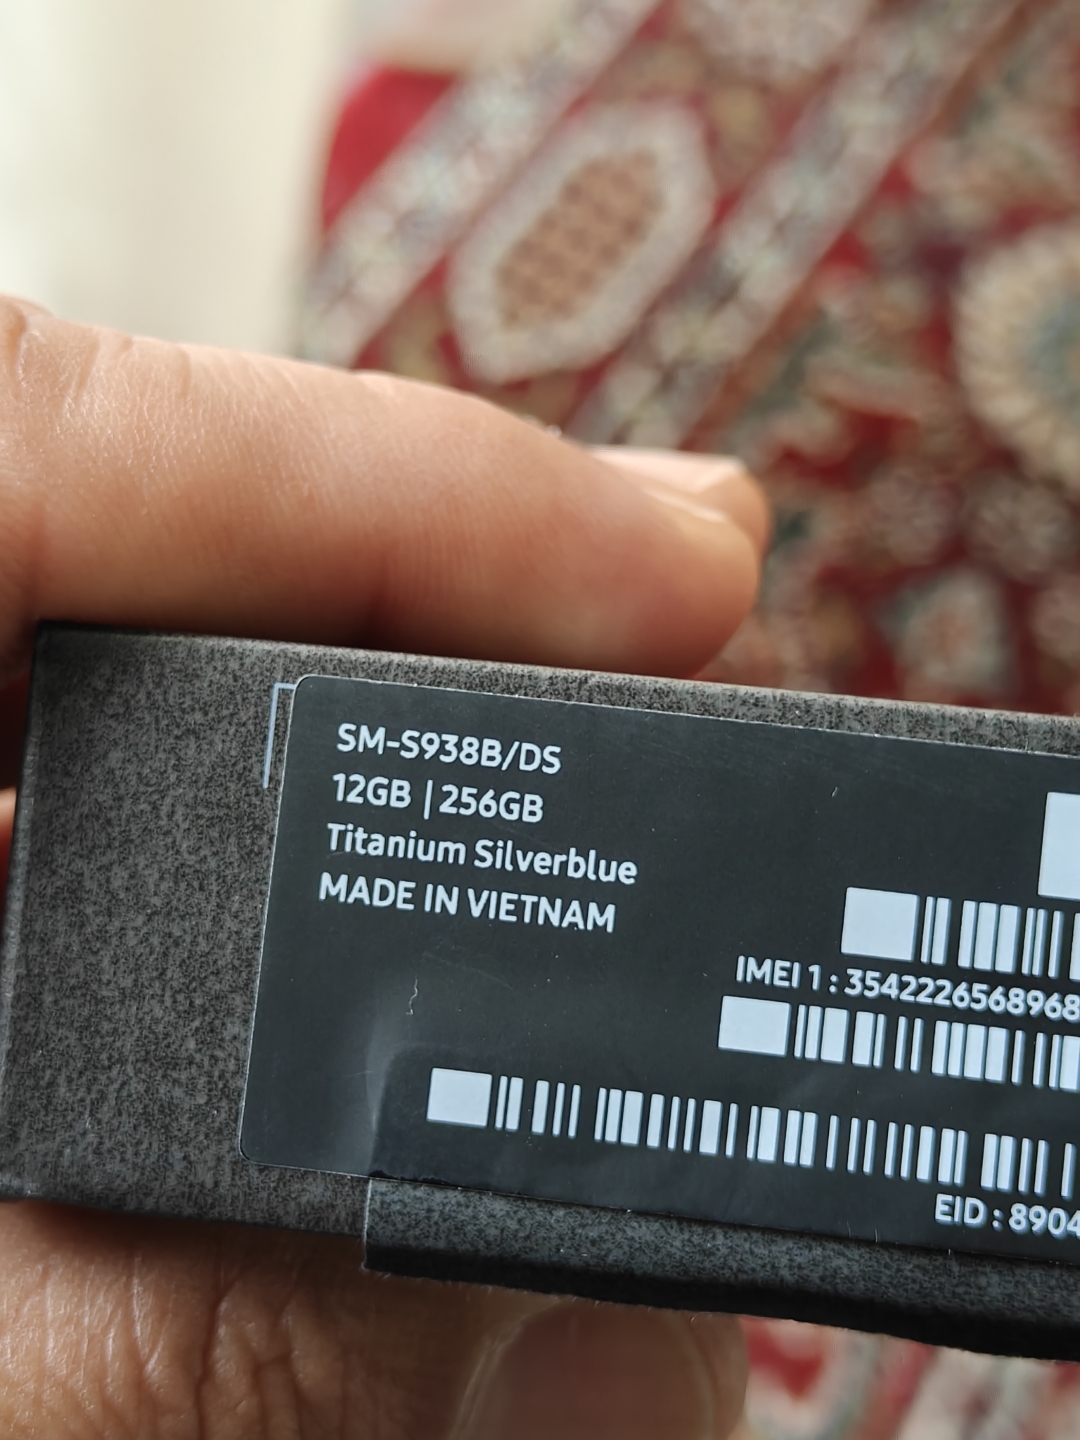 SM-S938B/DS
12GB | 256GB
Titanium Silverblue
MADE IN VIETNAM
IMEI 1 : 3542226568968
EID : 8904